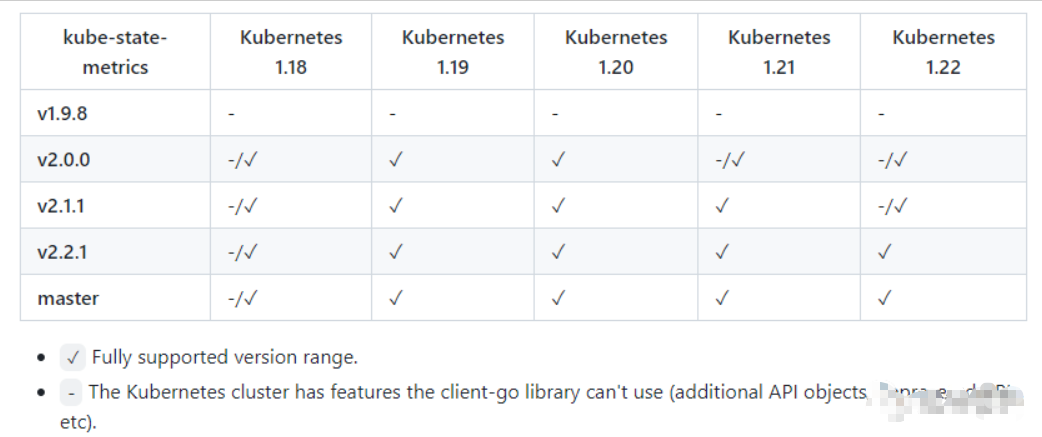 kube-state-metrics Kubernetes 1.18 Kubernetes 1.19 Kubernetes 1.20 Kubernetes 1.21 Kubernetes 1.22
v1.9.8 - - - - -
v2.0.0 -/✓ ✓ ✓ -/✓ -/✓
v2.1.1 -/✓ ✓ ✓ ✓ -/✓
v2.2.1 -/✓ ✓ ✓ ✓ ✓
master -/✓ ✓ ✓ ✓ ✓
• ✓ Fully supported version range.
• - The Kubernetes cluster has features the client-go library can't use (additional API objects,
etc).